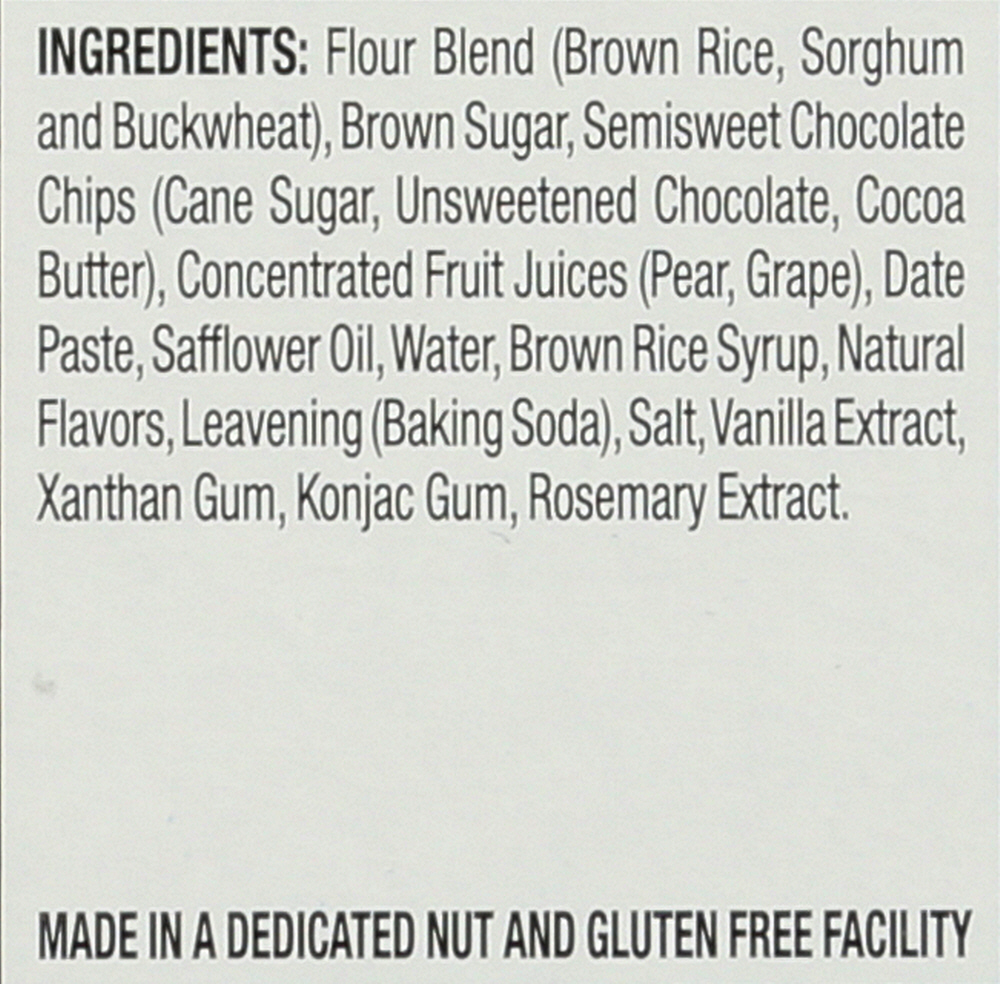 INGREDIENTS: Flour Blend (Brown Rice, Sorghum
and Buckwheat), Brown Sugar, Semisweet Chocolate
Chips (Cane Sugar, Unsweetened Chocolate, Cocoa
Butter), Concentrated Fruit Juices (Pear, Grape), Date
Paste, Safflower Oil, Water, Brown Rice Syrup, Natural
Flavors, Leavening (Baking Soda), Salt, Vanilla Extract,
Xanthan Gum, Konjac Gum, Rosemary Extract.
MADE IN A DEDICATED NUT AND GLUTEN FREE FACILITY